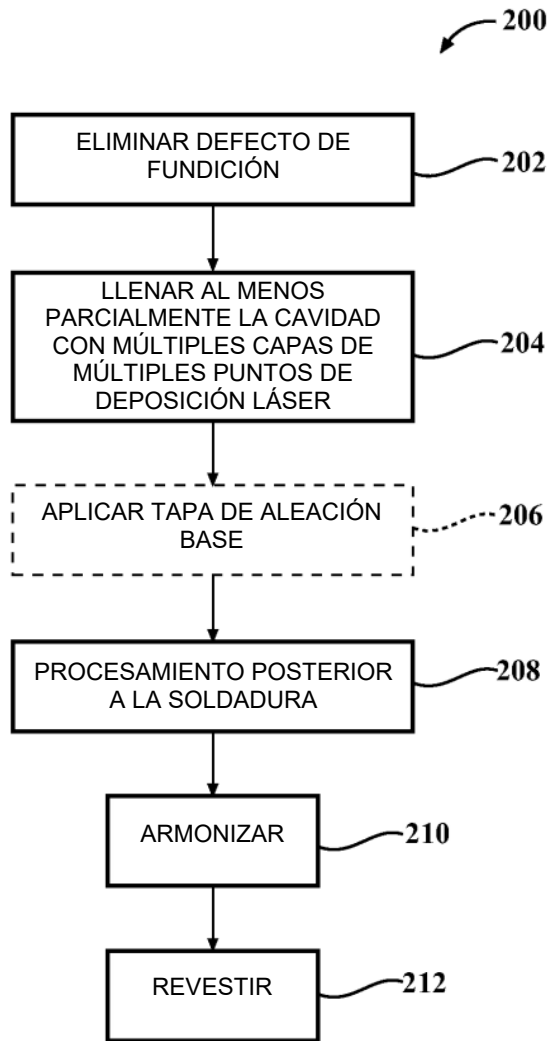 200
ELIMINAR DEFECTO DE
FUNDICIÓN
202
LLENAR AL MENOS
PARCIALMENTE LA CAVIDAD
CON MÚLTIPLES CAPAS DE
MÚLTIPLES PUNTOS DE
DEPOSICIÓN LÁSER
204
APLICAR TAPA DE ALEACIÓN
BASE
206
PROCESAMIENTO POSTERIOR
A LA SOLDADURA
208
ARMONIZAR
210
REVESTIR
212